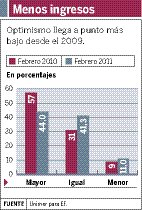 Menos ingresos
Optimismo llega a punto más
bajo desde el 2009.
Febrero 2010 Febrero 2011
En porcentajes
60
50
40
30
20
10
0
57
44.0
31
41.3
9
11.0
Mayor Igual Menor
FUENTE Unimer para EF.